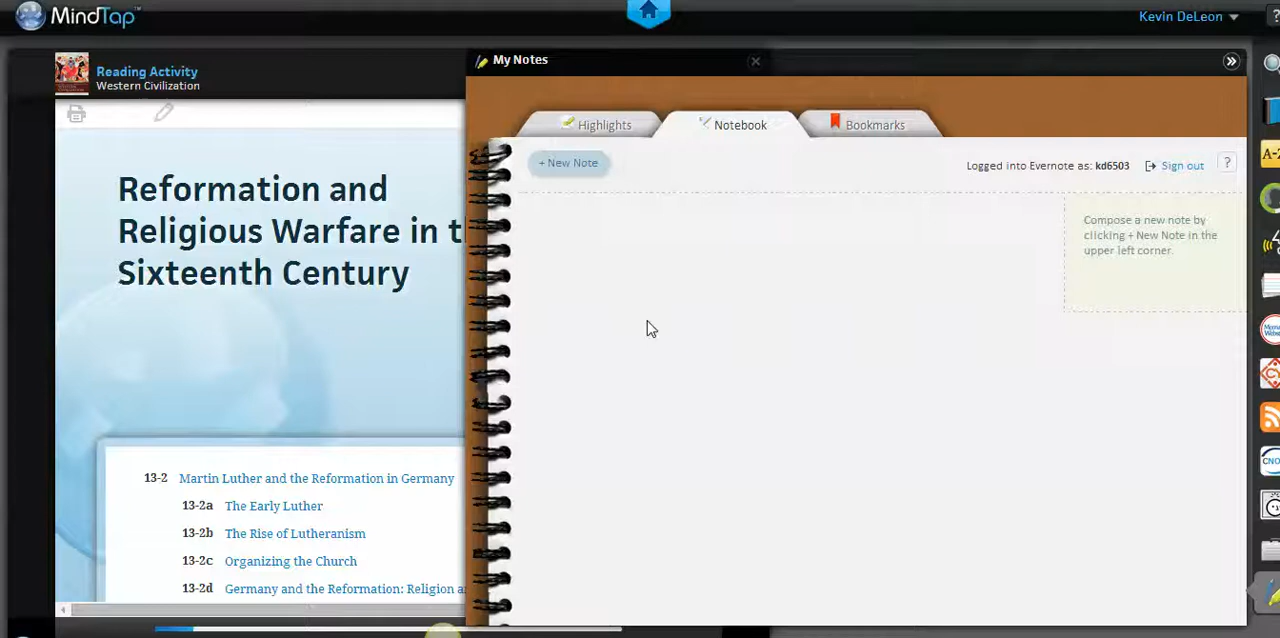 MindTap™
Kevin DeLeon
?
Reading Activity
Western Civilization
My Notes
Highlights
Notebook
Bookmarks
+ New Note
Logged into Evernote as: kd6503
Sign out
?
Compose a new note by
clicking + New Note in the
upper left corner.
Reformation and
Religious Warfare in t
Sixteenth Century
13-2 Martin Luther and the Reformation in Germany
13-2a The Early Luther
13-2b The Rise of Lutheranism
13-2c Organizing the Church
13-2d Germany and the Reformation: Religion a
A-Z
CNO